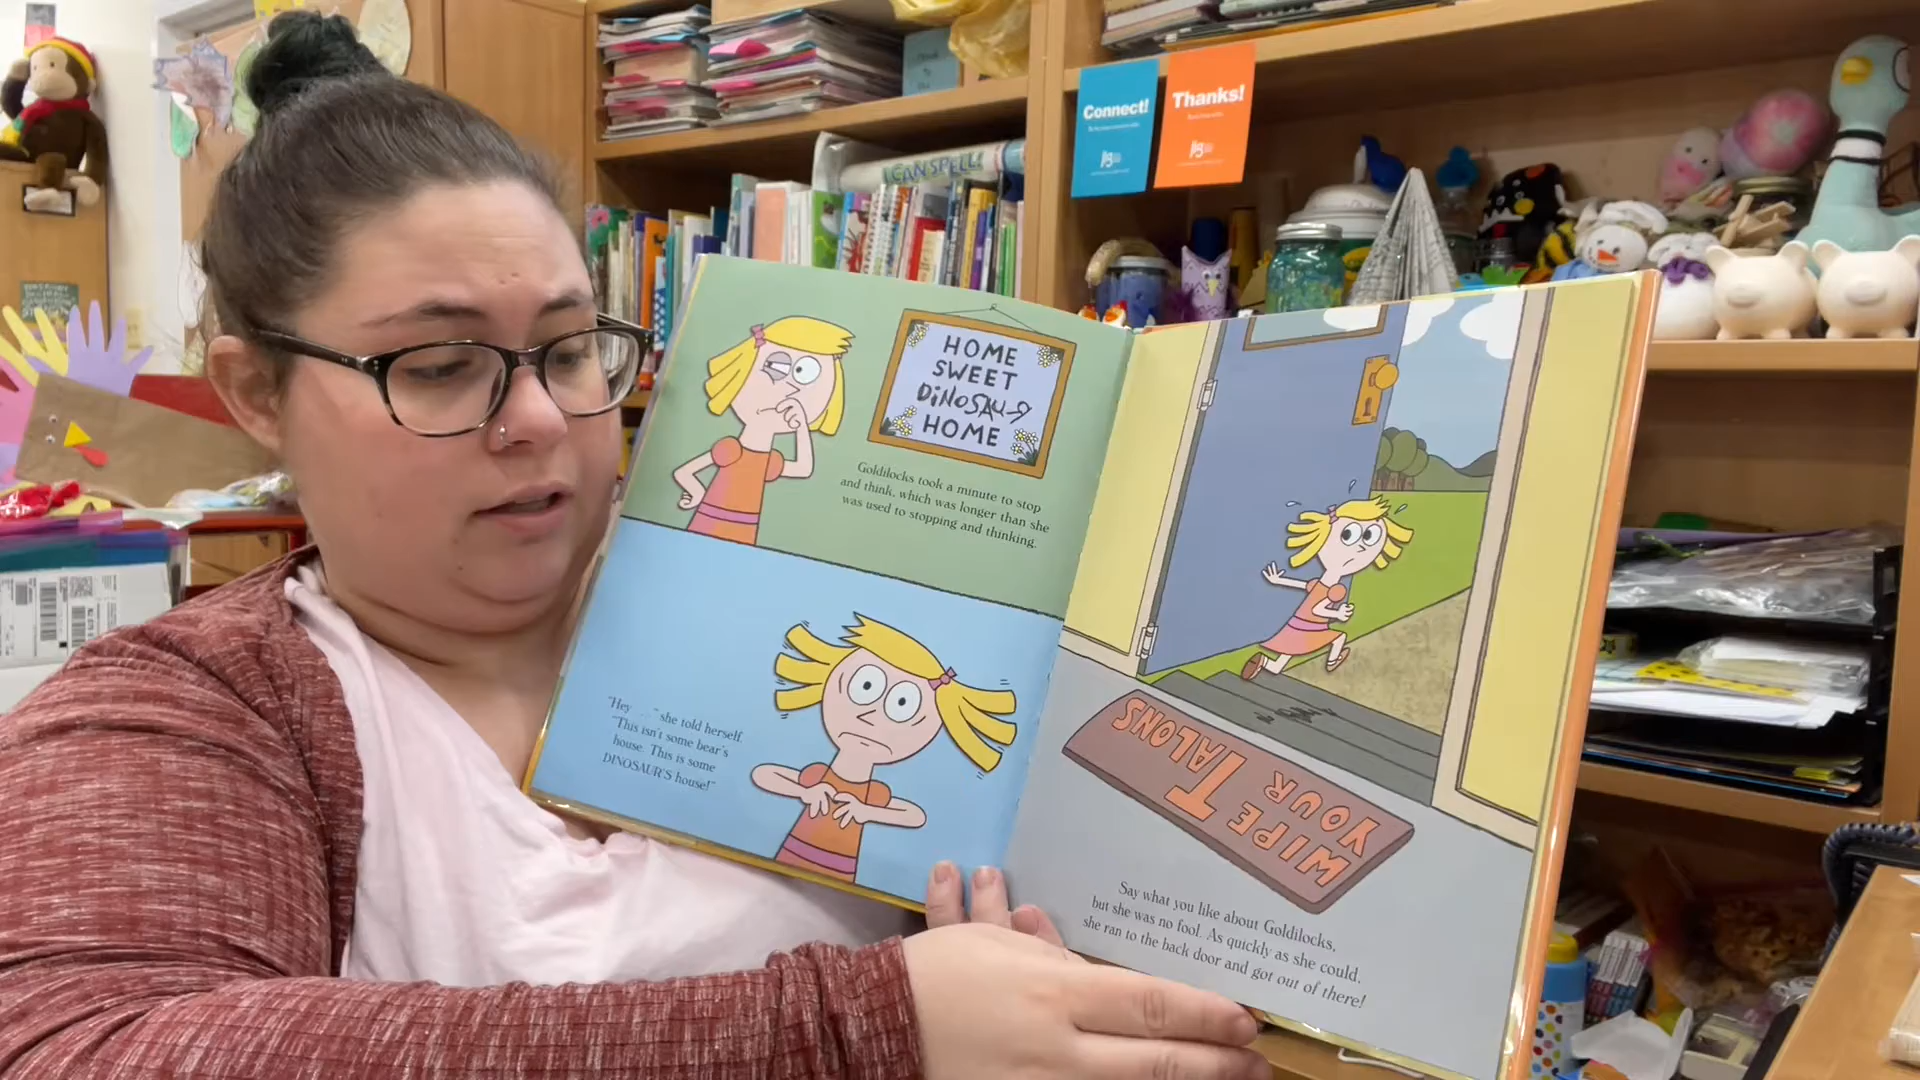 I CAN SPELL!
Connect!
jlg
Thanks!
jlg
HOME
SWEET
DiNOSAUR
HOME
Goldilocks took a minute to stop
and think, which was longer than she
was used to stopping and thinking.
"Hey . . ." she told herself.
"This isn't some bear's
house. This is some
DINOSAUR'S house!"
WIPE YOUR
TALONS
Say what you like about Goldilocks,
but she was no fool. As quickly as she could,
she ran to the back door and got out of there!